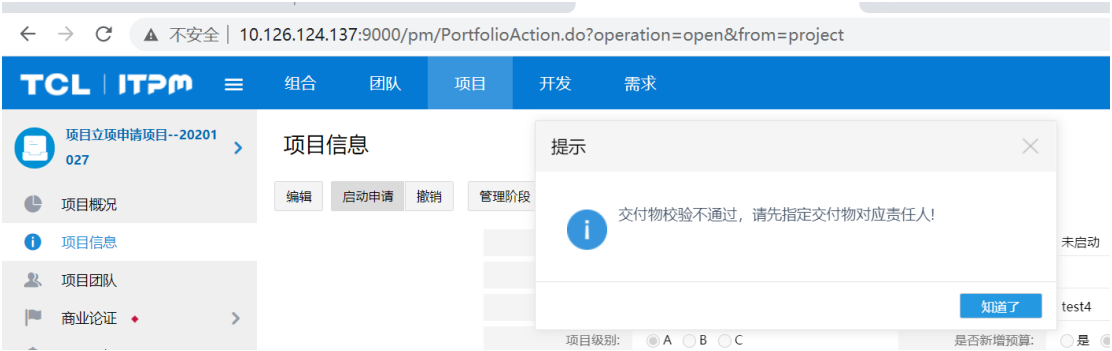 不安全 | 10.126.124.137:9000/pm/PortfolioAction.do?operation=open&from=project
TCL ITPM 组合 团队 项目 开发 需求
项目立项申请项目--20201
027
项目信息
提示
编辑 启动申请 撤销 管理阶段
项目概况
交付物校验不通过，请先指定交付物对应责任人!
项目信息
未启动
项目团队
知道了
test4
商业论证
项目级别: A B C
是否新增预算: 是